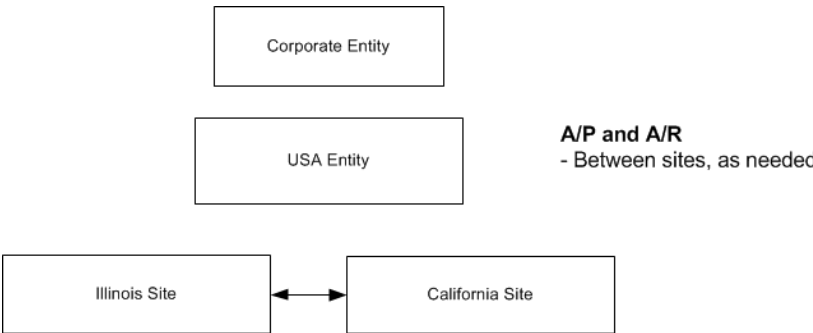 Corporate Entity
USA Entity
A/P and A/R
- Between sites, as needed
Illinois Site
California Site